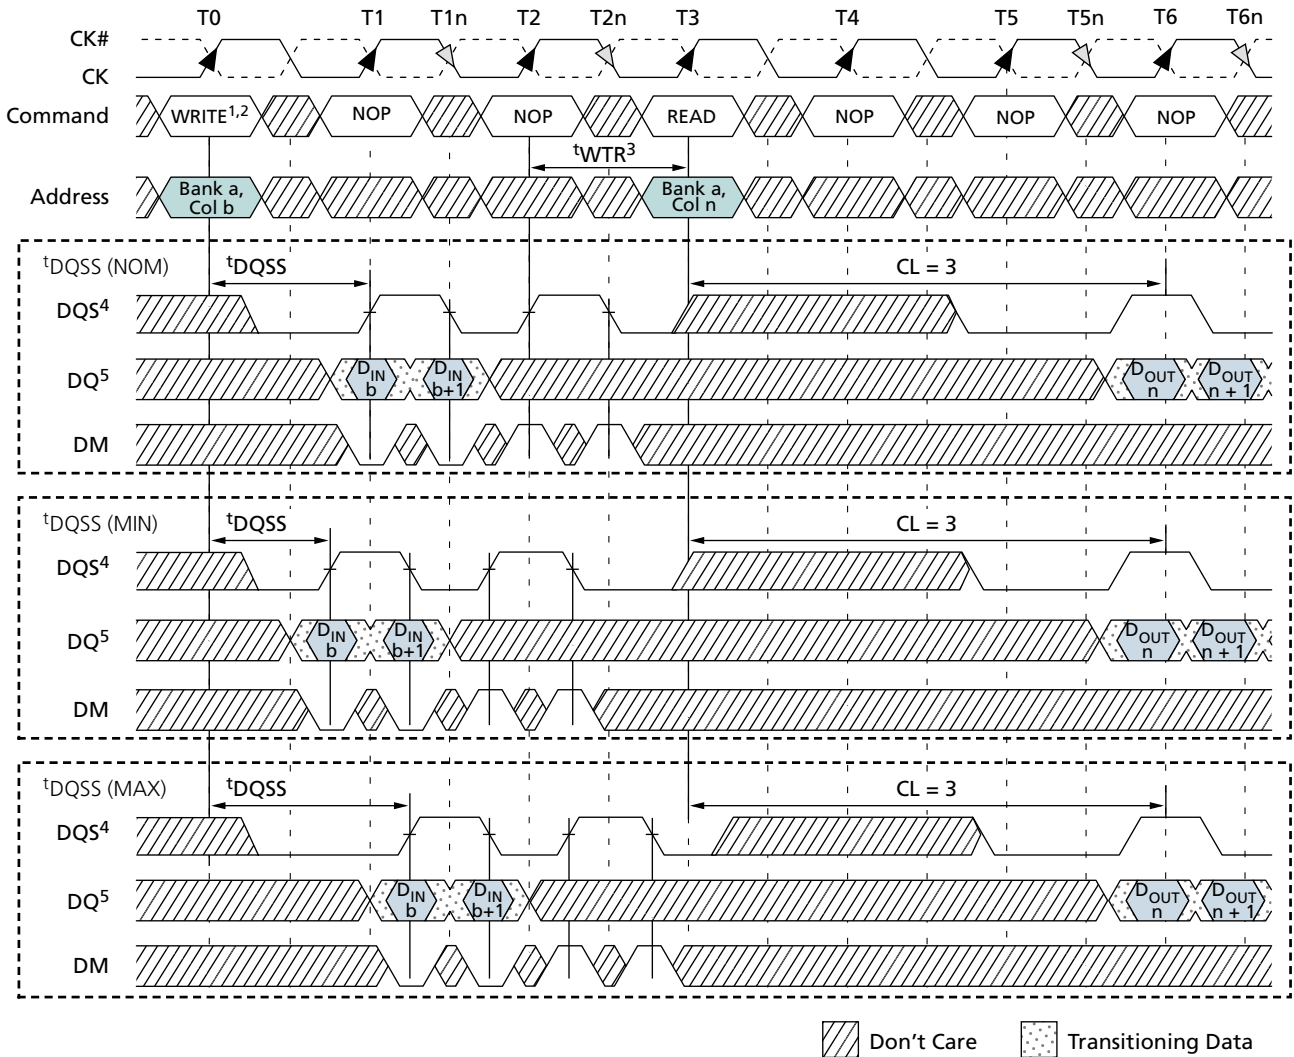 T0 T1 T1n T2 T2n T3 T4 T5 T5n T6 T6n
CK#
CK
Command WRITE1,2 NOP NOP READ NOP NOP NOP
tWTR3
Address Bank a, Col b Bank a, Col n
tDQSS (NOM) tDQSS CL = 3
DQS4
DQ5 DIN b DIN b+1 DOUT n DOUT n + 1
DM
tDQSS (MIN) tDQSS CL = 3
DQS4
DQ5 DIN b DIN b+1 DOUT n DOUT n + 1
DM
tDQSS (MAX) tDQSS CL = 3
DQS4
DQ5 DIN b DIN b+1 DOUT n DOUT n + 1
DM
Don't Care Transitioning Data